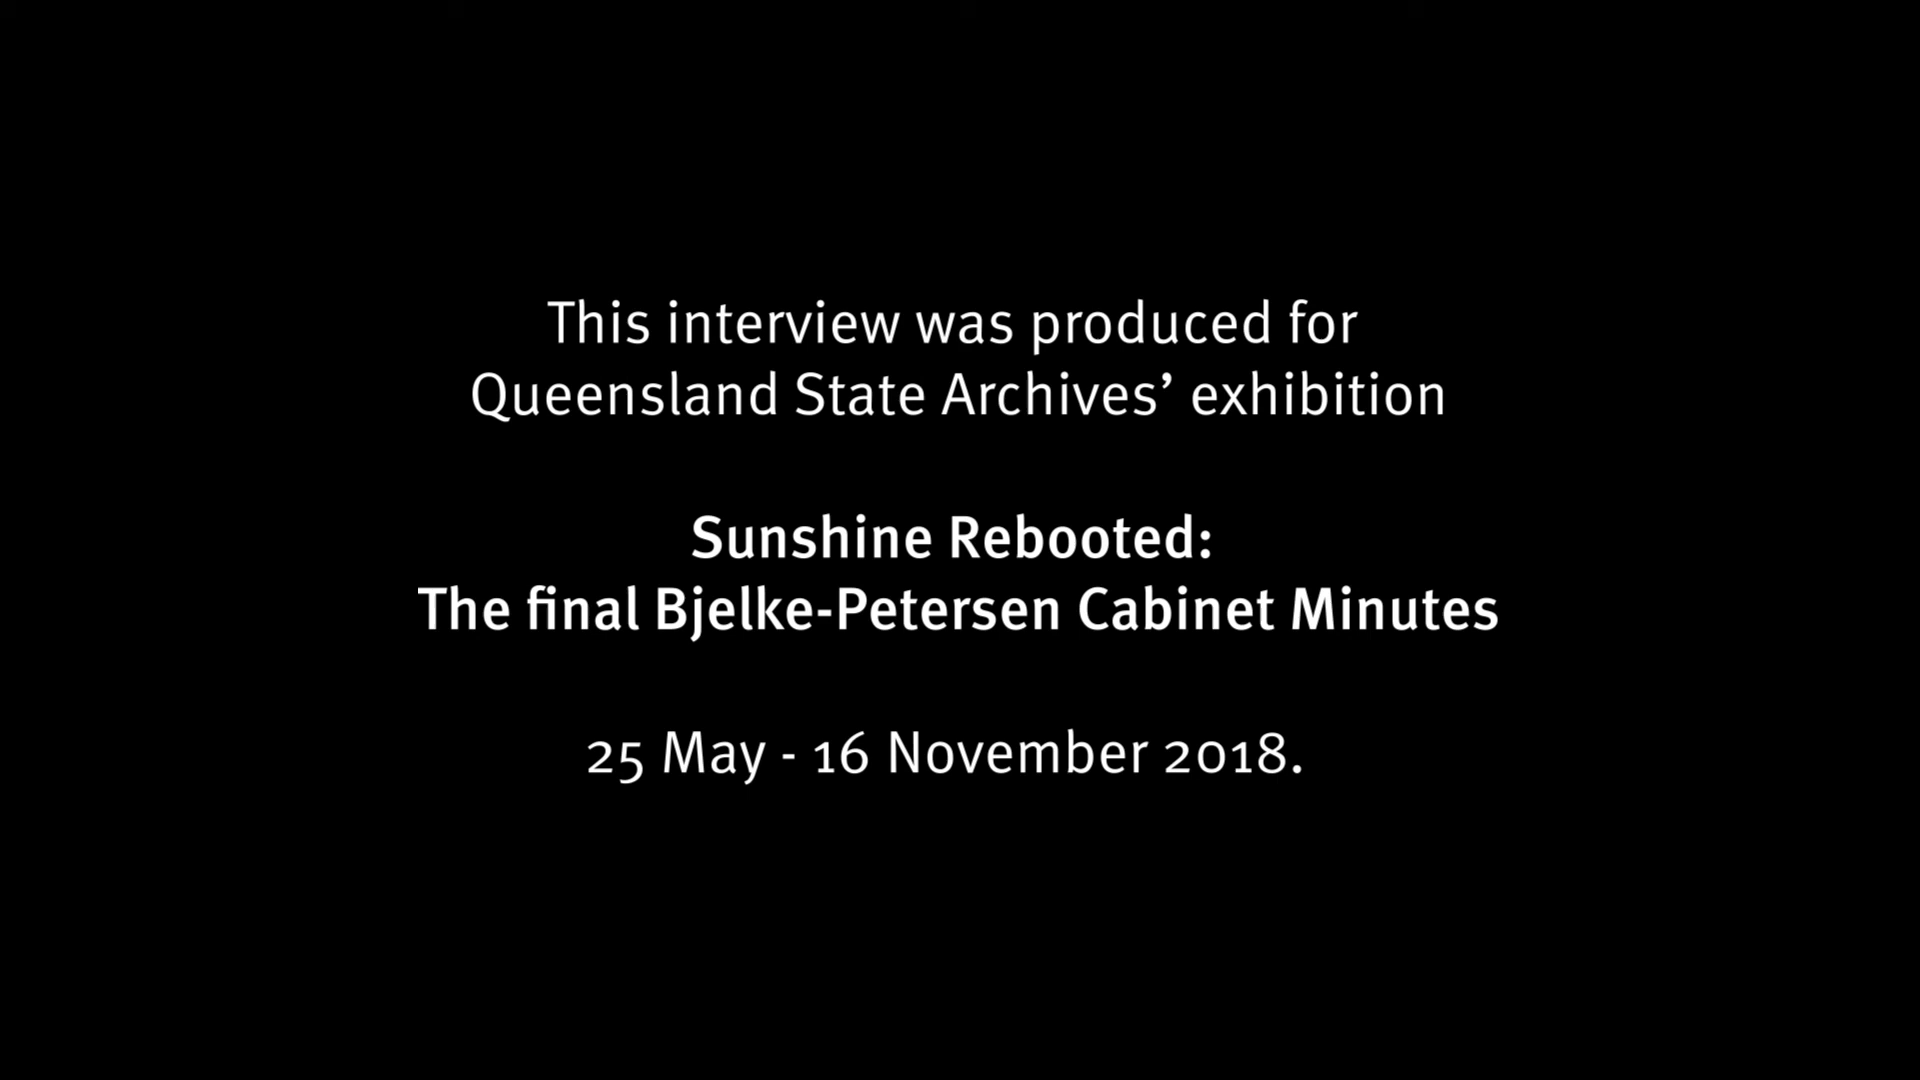 This interview was produced for
Queensland State Archives’ exhibition
Sunshine Rebooted:
The final Bjelke-Petersen Cabinet Minutes
25 May - 16 November 2018.